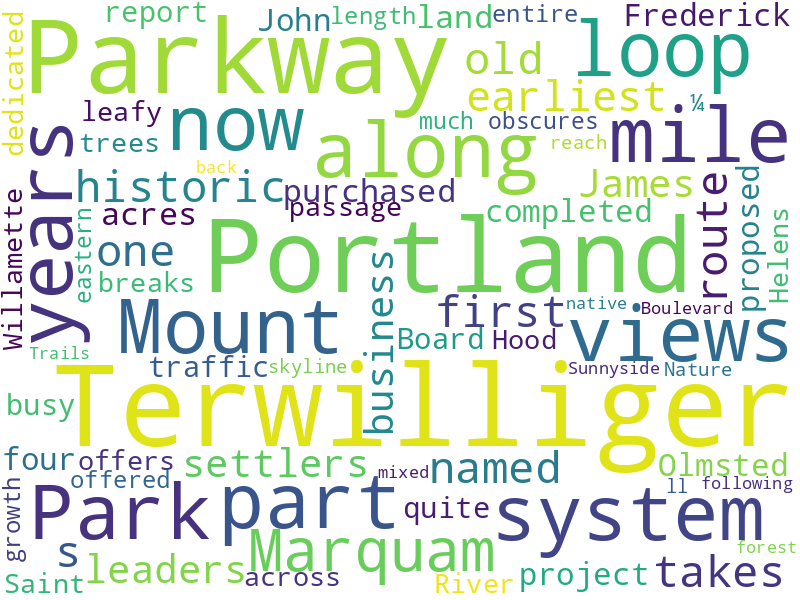 report John length land entire Frederick
dedicated Parkway old loop
leafy now along earliest ¼ mile
trees much obscures reach
back historic purchased James
years acres passage completed route proposed Helens
Willamette eastern one breaks Portland
Mount business first native Boulevard views
Trails traffic skyline Board Hood Sunnyside Nature
busy Terwilliger
four offers settlers mixed named Olmsted
offered ll following
growth Park part quite system
s Marquam forest
Saint leaders across River project takes